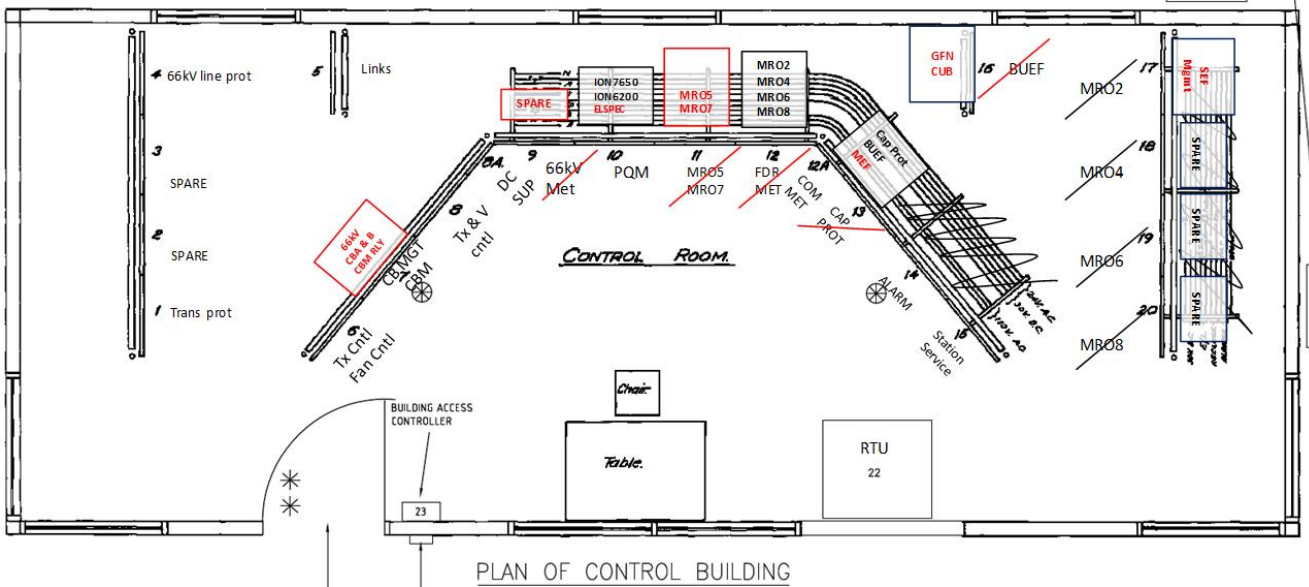 4 66kV line prot
3
SPARE
2
SPARE
1 Trans prot
5
Links
66kV
CBA & B
CBM RLY
CB MGT
CBM
6
Tx Cntl
Fan Cntl
8
Tx & V
cntl
8A
9
DC
SUP
SPARE
66kV
Met
10
PQM
ION7650
ION6200
ELSPEC
11
MRO5
MRO7
MRO5
MRO7
12
FDR
MET
MRO2
MRO4
MRO6
MRO8
12A
COM
MET
13
CAP
PROT
Cap Prot
BUEF
MEF
14
ALARM
15
Station
Service
CONTROL ROOM.
GFN
CUB
16
BUEF
17
MRO2
SEF
Mgmt
18
MRO4
SPARE
19
MRO6
SPARE
20
MRO8
SPARE
Chair.
Table.
RTU
22
BUILDING ACCESS
CONTROLLER
23
PLAN OF CONTROL BUILDING